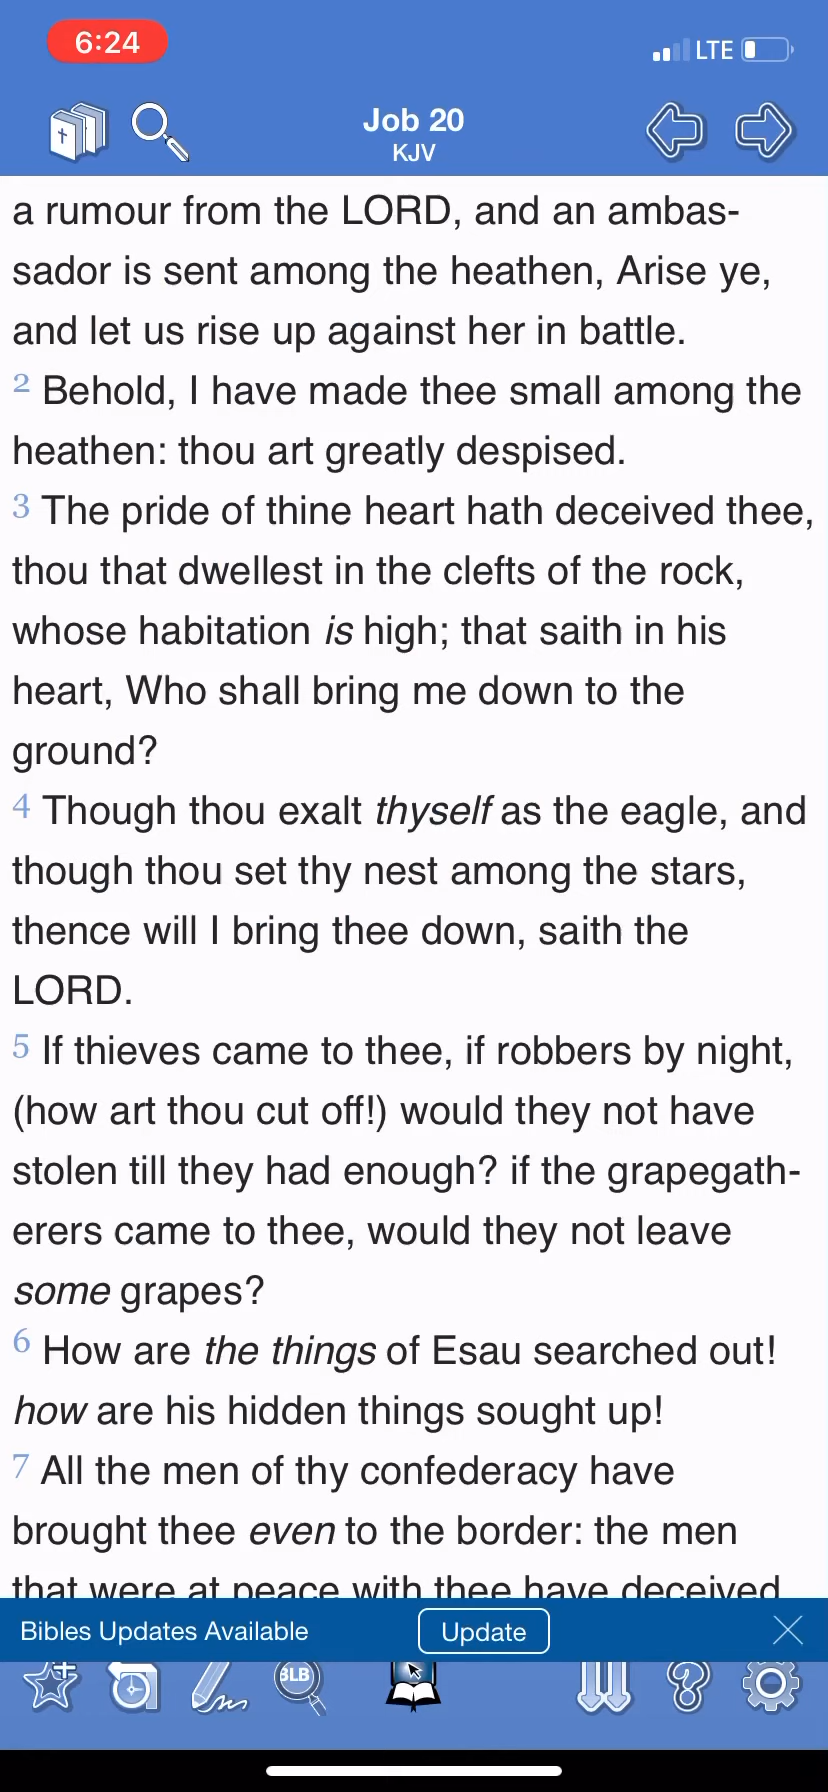 6:24
LTE
Job 20
KJV
a rumour from the LORD, and an ambas-
sador is sent among the heathen, Arise ye,
and let us rise up against her in battle.
2 Behold, I have made thee small among the
heathen: thou art greatly despised.
3 The pride of thine heart hath deceived thee,
thou that dwellest in the clefts of the rock,
whose habitation is high; that saith in his
heart, Who shall bring me down to the
ground?
4 Though thou exalt thyself as the eagle, and
though thou set thy nest among the stars,
thence will I bring thee down, saith the
LORD.
5 If thieves came to thee, if robbers by night,
(how art thou cut off!) would they not have
stolen till they had enough? if the grapegath-
erers came to thee, would they not leave
some grapes?
6 How are the things of Esau searched out!
how are his hidden things sought up!
7 All the men of thy confederacy have
brought thee even to the border: the men
that were at peace with thee have deceived
Bibles Updates Available
Update
BLB